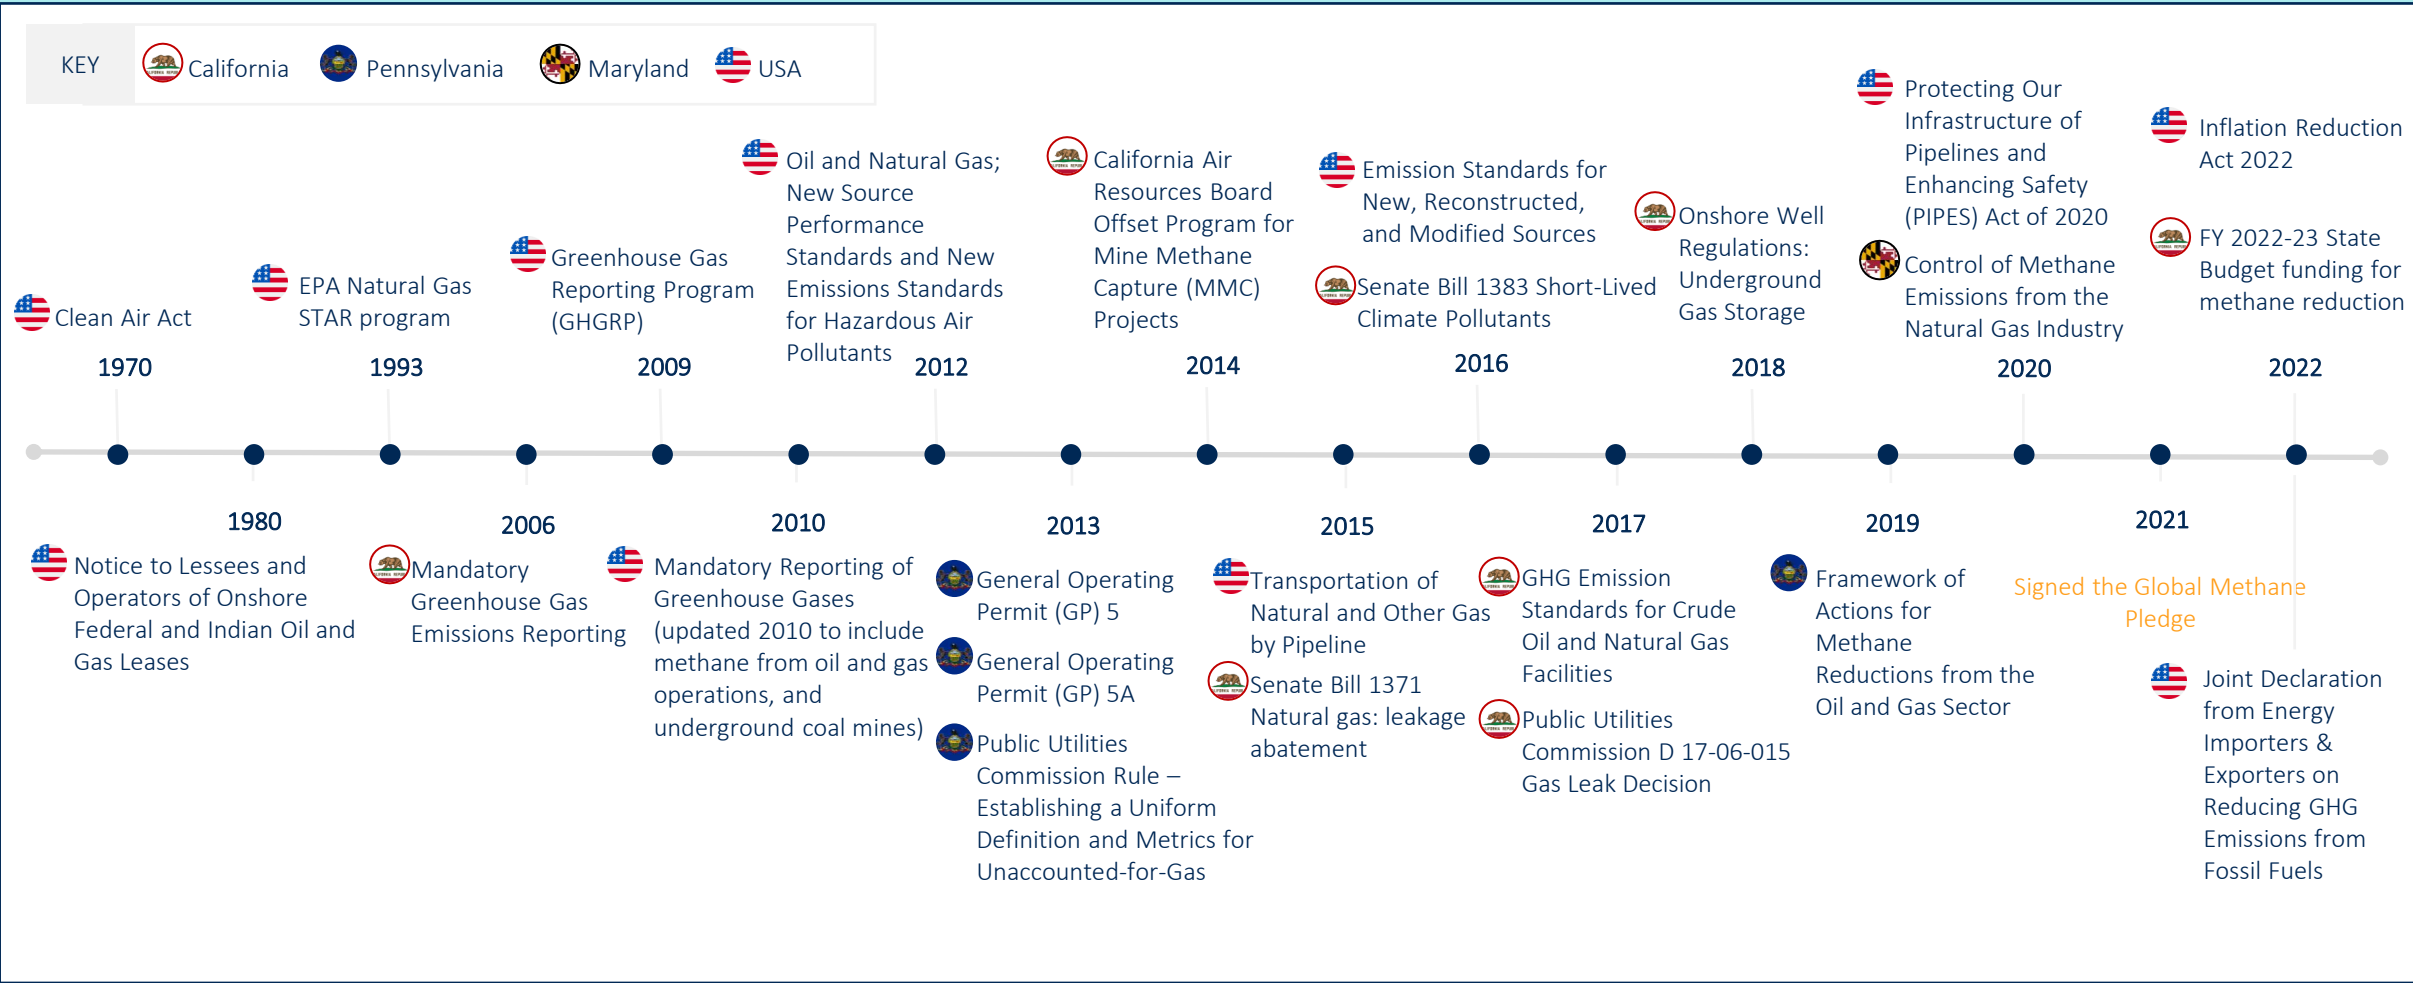 KEY
California
Pennsylvania
Maryland
USA
Clean Air Act
1970
EPA Natural Gas
STAR program
1993
Greenhouse Gas
Reporting Program
(GHGRP)
2009
Oil and Natural Gas;
New Source
Performance
Standards and New
Emissions Standards
for Hazardous Air
Pollutants
2012
California Air
Resources Board
Offset Program for
Mine Methane
Capture (MMC)
Projects
2014
Emission Standards for
New, Reconstructed,
and Modified Sources
Senate Bill 1383 Short-Lived
Climate Pollutants
2016
Onshore Well
Regulations:
Underground
Gas Storage
2018
Protecting Our
Infrastructure of
Pipelines and
Enhancing Safety
(PIPES) Act of 2020
Control of Methane
Emissions from the
Natural Gas Industry
2020
Inflation Reduction
Act 2022
FY 2022-23 State
Budget funding for
methane reduction
2022
1980
Notice to Lessees and
Operators of Onshore
Federal and Indian Oil and
Gas Leases
2006
Mandatory
Greenhouse Gas
Emissions Reporting
2010
Mandatory Reporting of
Greenhouse Gases
(updated 2010 to include
methane from oil and gas
operations, and
underground coal mines)
2013
General Operating
Permit (GP) 5
General Operating
Permit (GP) 5A
Public Utilities
Commission Rule –
Establishing a Uniform
Definition and Metrics for
Unaccounted-for-Gas
2015
Transportation of
Natural and Other Gas
by Pipeline
Senate Bill 1371
Natural gas: leakage
abatement
2017
GHG Emission
Standards for Crude
Oil and Natural Gas
Facilities
Public Utilities
Commission D 17-06-015
Gas Leak Decision
2019
Framework of
Actions for
Methane
Reductions from the
Oil and Gas Sector
2021
Signed the Global Methane
Pledge
Joint Declaration
from Energy
Importers &
Exporters on
Reducing GHG
Emissions from
Fossil Fuels